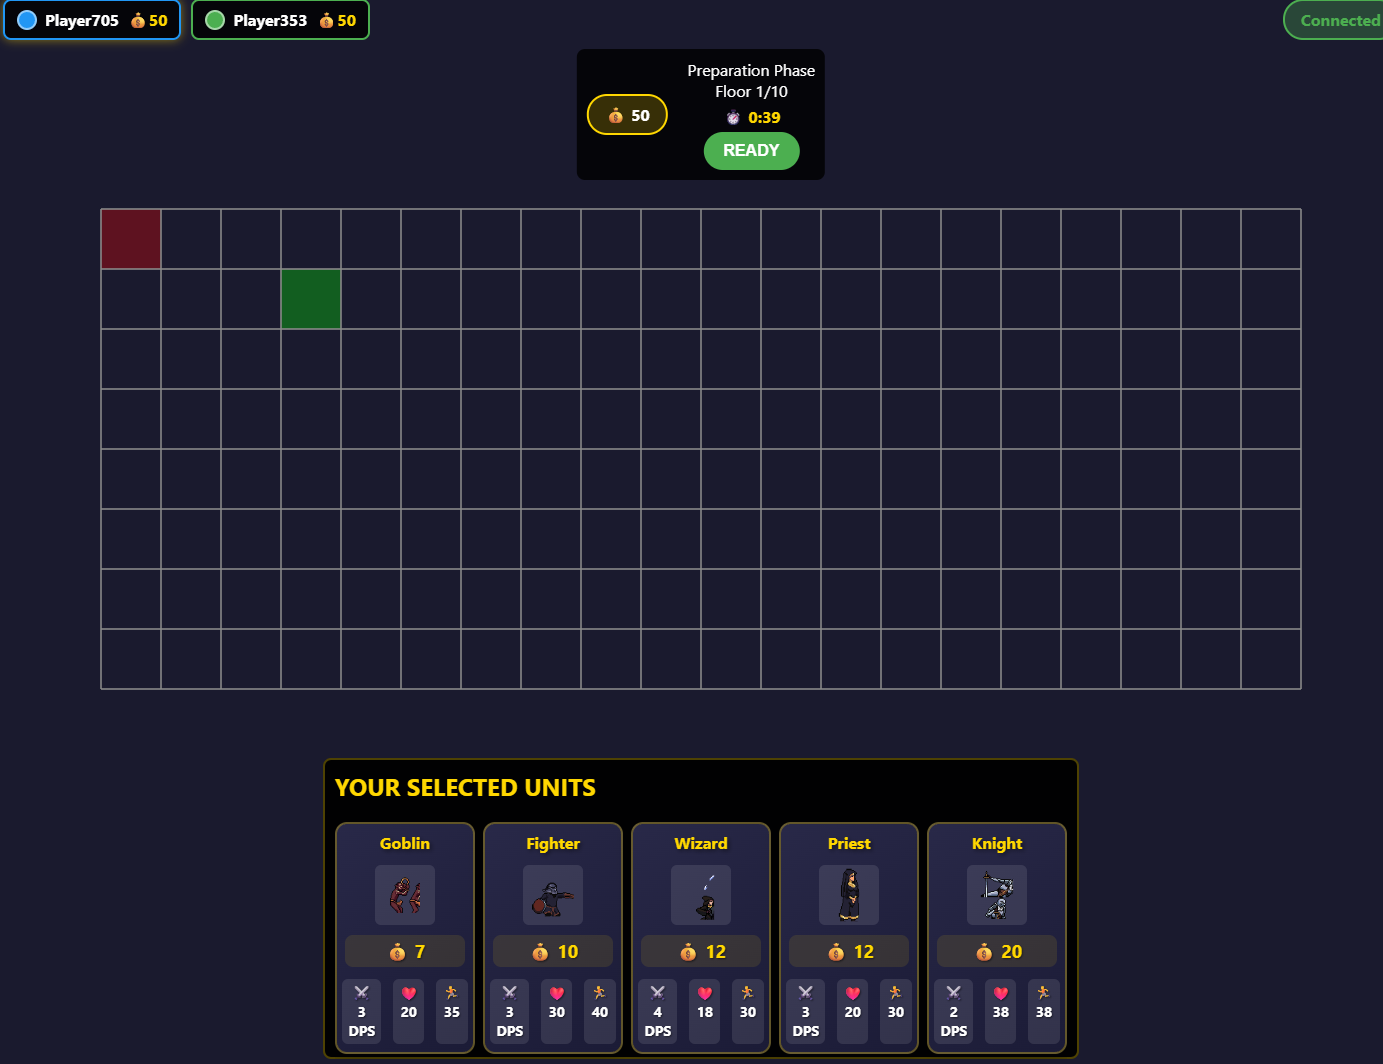 Player705 50 Player353 50 Connected
Preparation Phase
Floor 1/10
50
0:39
READY
YOUR SELECTED UNITS
Goblin Fighter Wizard Priest Knight
7 10 12 12 20
3 20 35 3 30 40 4 18 30 3 20 30 2 38 38
DPS DPS DPS DPS DPS